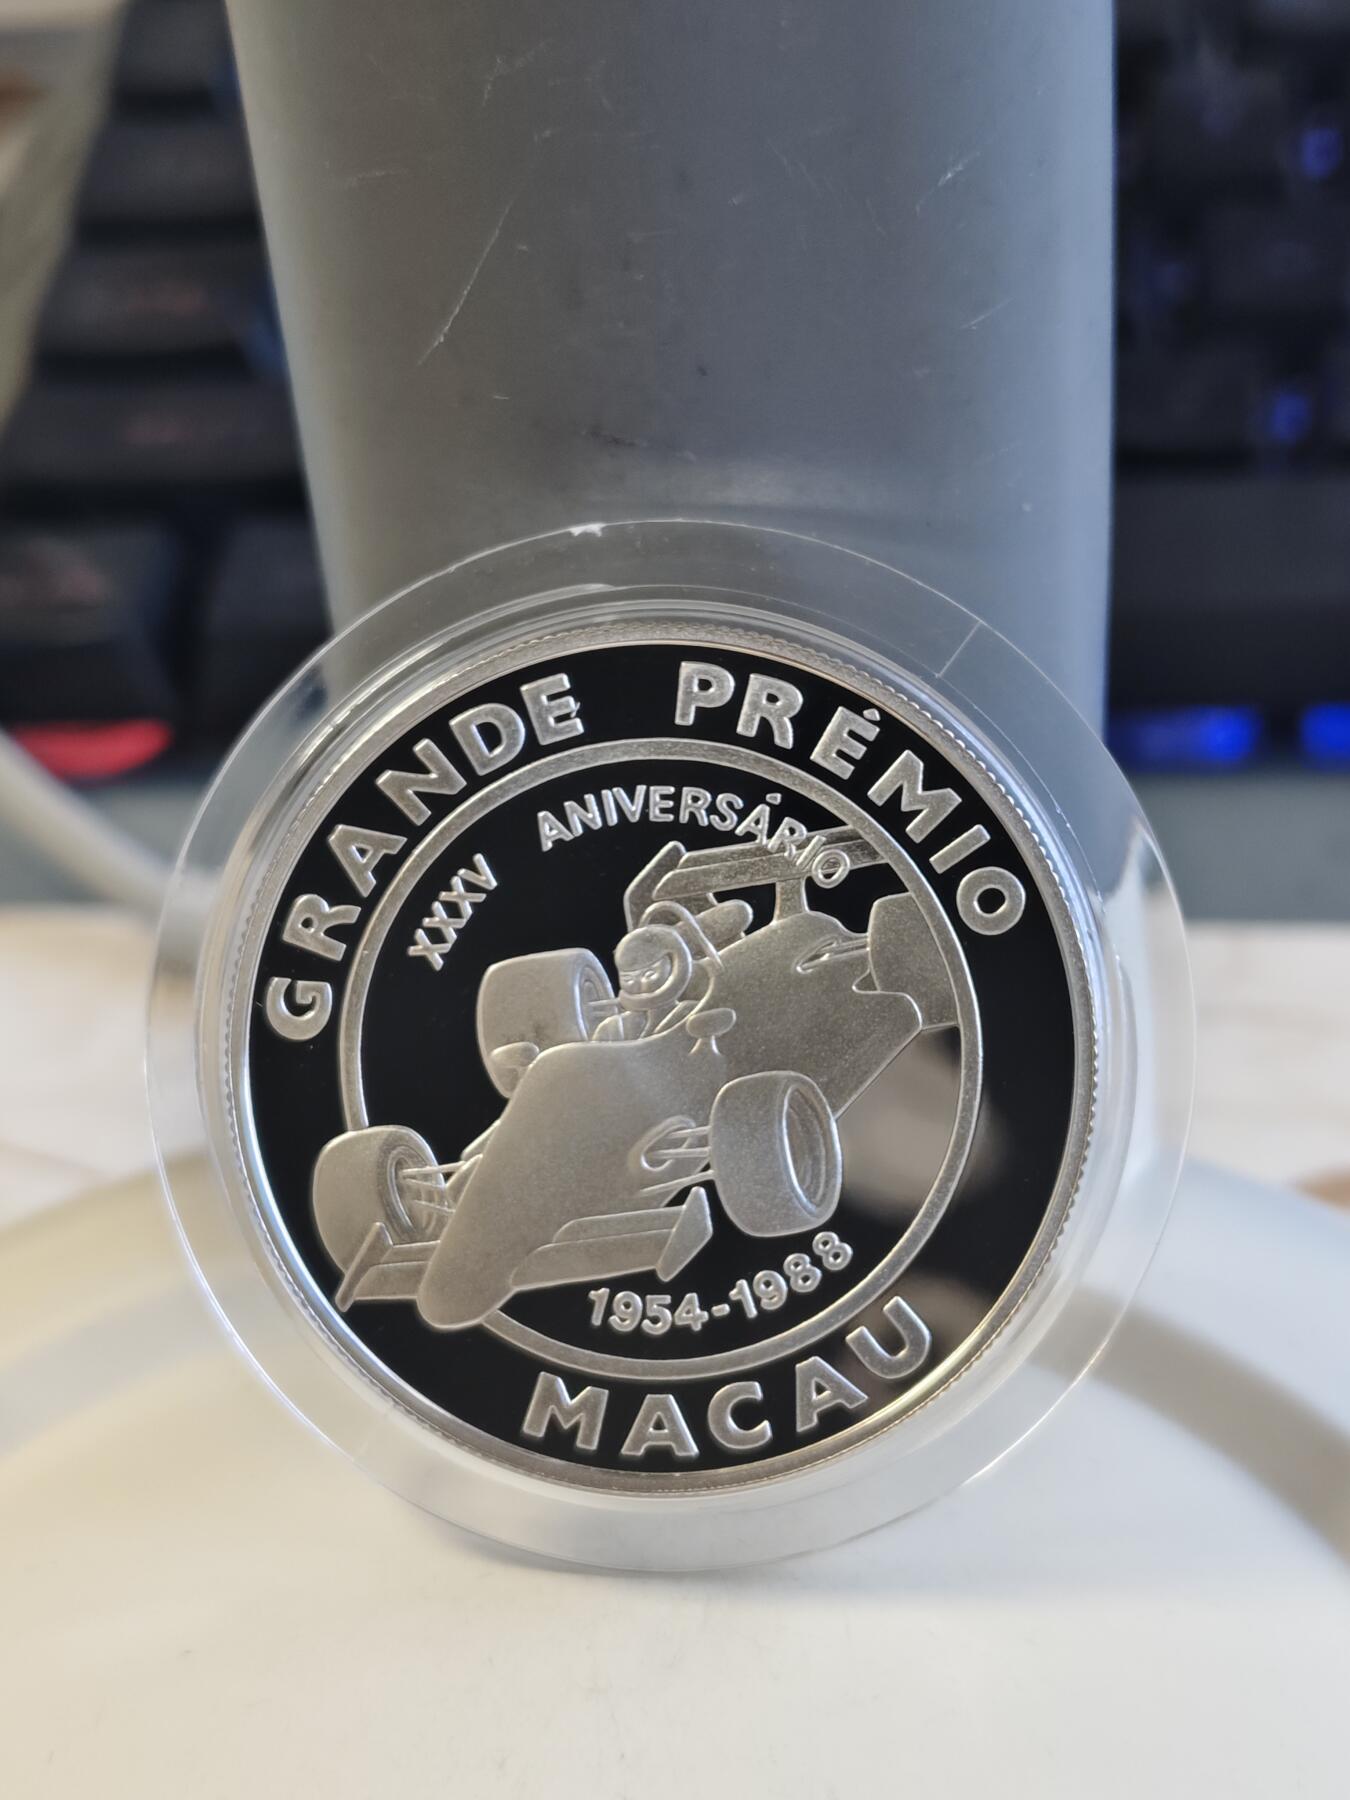 GRANDE PRÉMIO
XXXV ANIVERSÁRIO
1954-1988
MACAU